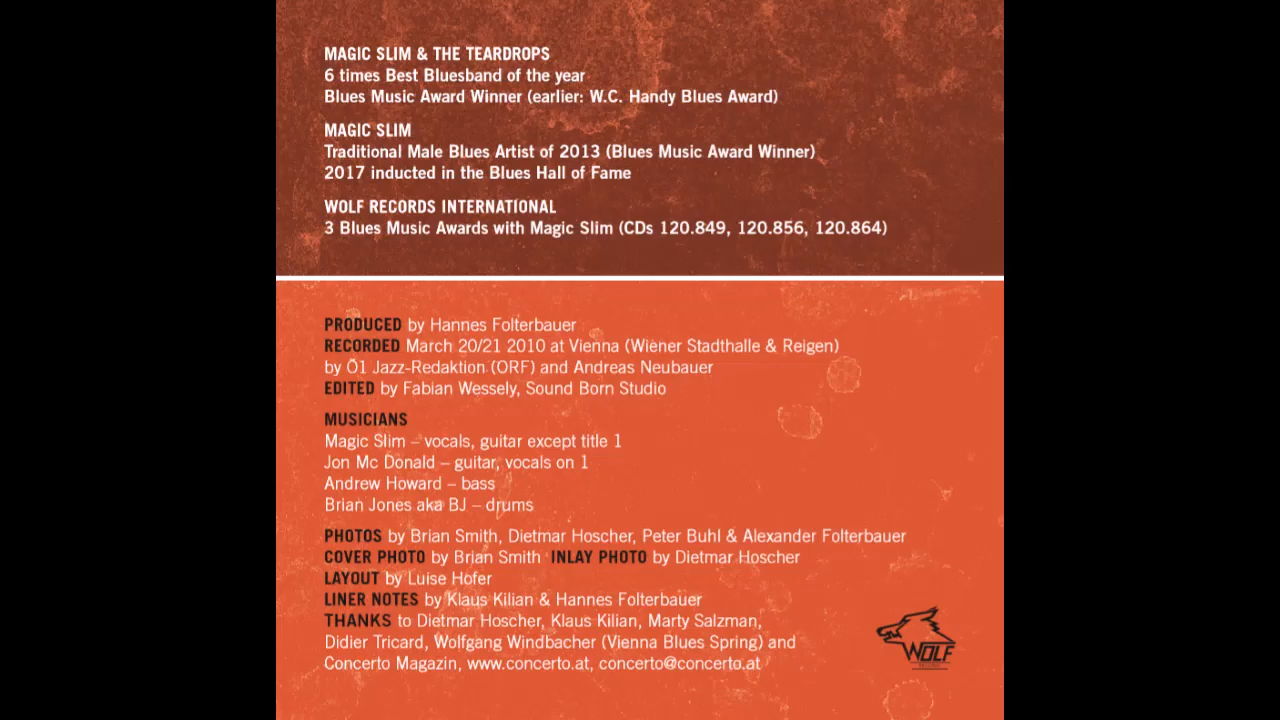 MAGIC SLIM & THE TEARDROPS
6 times Best Bluesband of the year
Blues Music Award Winner (earlier: W.C. Handy Blues Award)
MAGIC SLIM
Traditional Male Blues Artist of 2013 (Blues Music Award Winner)
2017 inducted in the Blues Hall of Fame
WOLF RECORDS INTERNATIONAL
3 Blues Music Awards with Magic Slim (CDs 120.849, 120.856, 120.864)
PRODUCED by Hannes Folterbauer
RECORDED March 20/21 2010 at Vienna (Wiener Stadthalle & Reigen)
by Ö1 Jazz-Redaktion (ORF) and Andreas Neubauer
EDITED by Fabian Wessely, Sound Born Studio
MUSICIANS
Magic Slim – vocals, guitar except title 1
Jon Mc Donald – guitar, vocals on 1
Andrew Howard – bass
Brian Jones aka BJ – drums
PHOTOS by Brian Smith, Dietmar Hoscher, Peter Buhl & Alexander Folterbauer
COVER PHOTO by Brian Smith INLAY PHOTO by Dietmar Hoscher
LAYOUT by Luise Hofer
LINER NOTES by Klaus Kilian & Hannes Folterbauer
THANKS to Dietmar Hoscher, Klaus Kilian, Marty Salzman,
Didier Tricard, Wolfgang Windbacher (Vienna Blues Spring) and
Concerto Magazin, www.concerto.at, concerto@concerto.at
WOLF